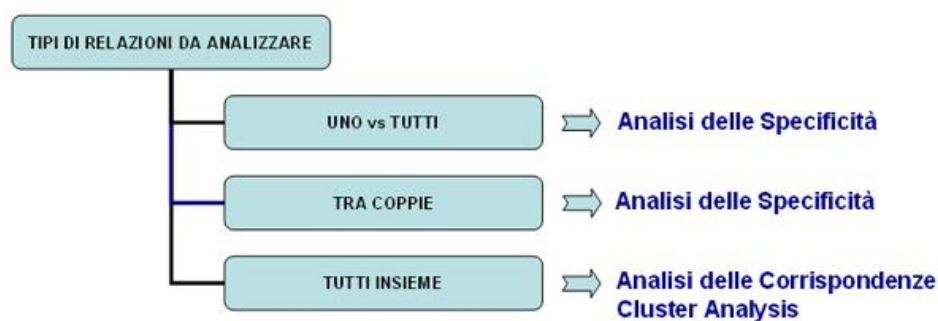 TIPI DI RELAZIONI DA ANALIZZARE
UNO vs TUTTI
Analisi delle Specificità
TRA COPPIE
Analisi delle Specificità
TUTTI INSIEME
Analisi delle Corrispondenze
Cluster Analysis